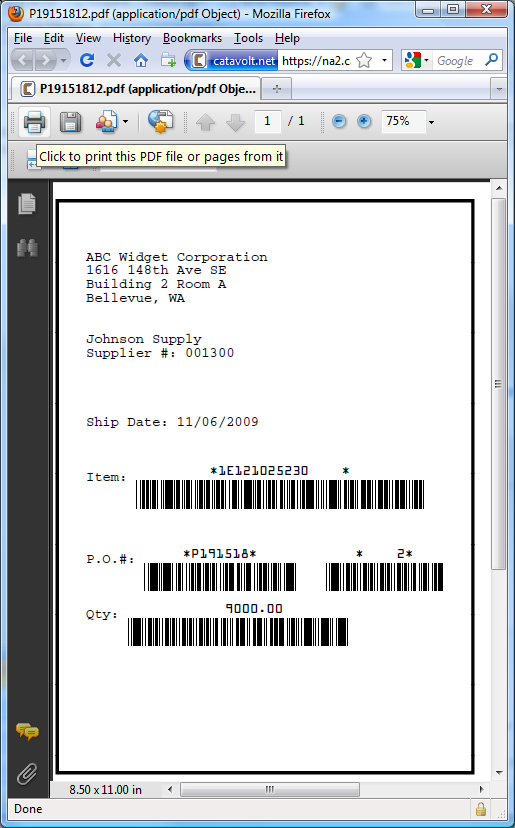 P19151812.pdf (application/pdf Object) - Mozilla Firefox
File Edit View History Bookmarks Tools Help
catavolt.net https://na2.c Google
P19151812.pdf (application/pdf Obje...
1 / 1 75%
Click to print this PDF file or pages from it
ABC Widget Corporation
1616 148th Ave SE
Building 2 Room A
Bellevue, WA
Johnson Supply
Supplier #: 001300
Ship Date: 11/06/2009
*1E121025230 *
Item:
*P191518* * 2*
P.O.#:
9000.00
Qty:
8.50 x 11.00 in
Done